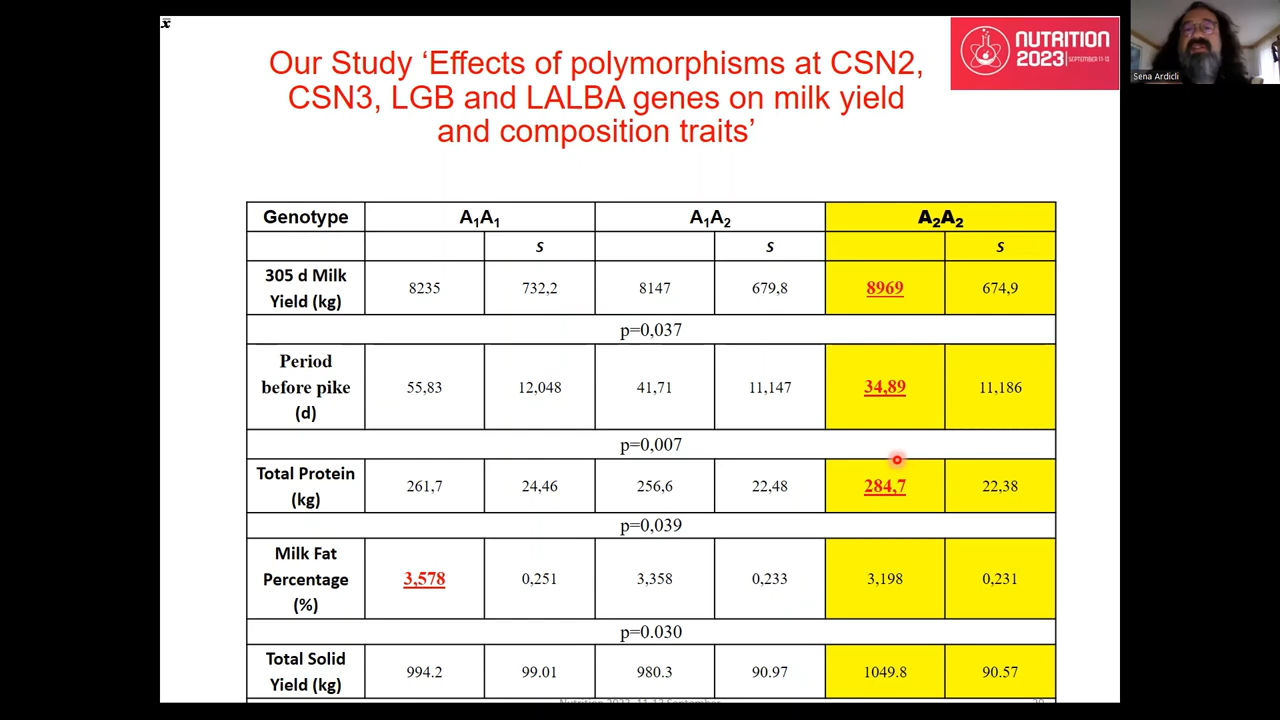 x̄
Our Study ‘Effects of polymorphisms at CSN2,
CSN3, LGB and LALBA genes on milk yield
and composition traits’
NUTRITION
2023 SEPTEMBER 11-13
Sena Ardicli
Genotype A₁A₁ A₁A₂ A₂A₂
S S S
305 d Milk
Yield (kg) 8235 732,2 8147 679,8 8969 674,9
p=0,037
Period
before pike
(d) 55,83 12,048 41,71 11,147 34,89 11,186
p=0,007
Total Protein
(kg) 261,7 24,46 256,6 22,48 284,7 22,38
p=0,039
Milk Fat
Percentage
(%) 3,578 0,251 3,358 0,233 3,198 0,231
p=0.030
Total Solid
Yield (kg) 994.2 99.01 980.3 90.97 1049.8 90.57